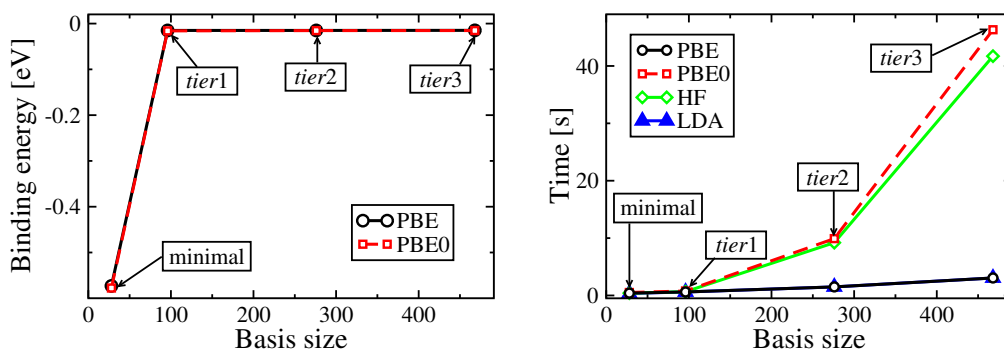 Binding energy [eV]
0
-0.2
-0.4
tier1
tier2
tier3
minimal
PBE
PBE0
0
100
200
300
400
Basis size
Time [s]
40
20
0
PBE
PBE0
HF
LDA
tier3
tier2
minimal
tier1
0
100
200
300
400
Basis size